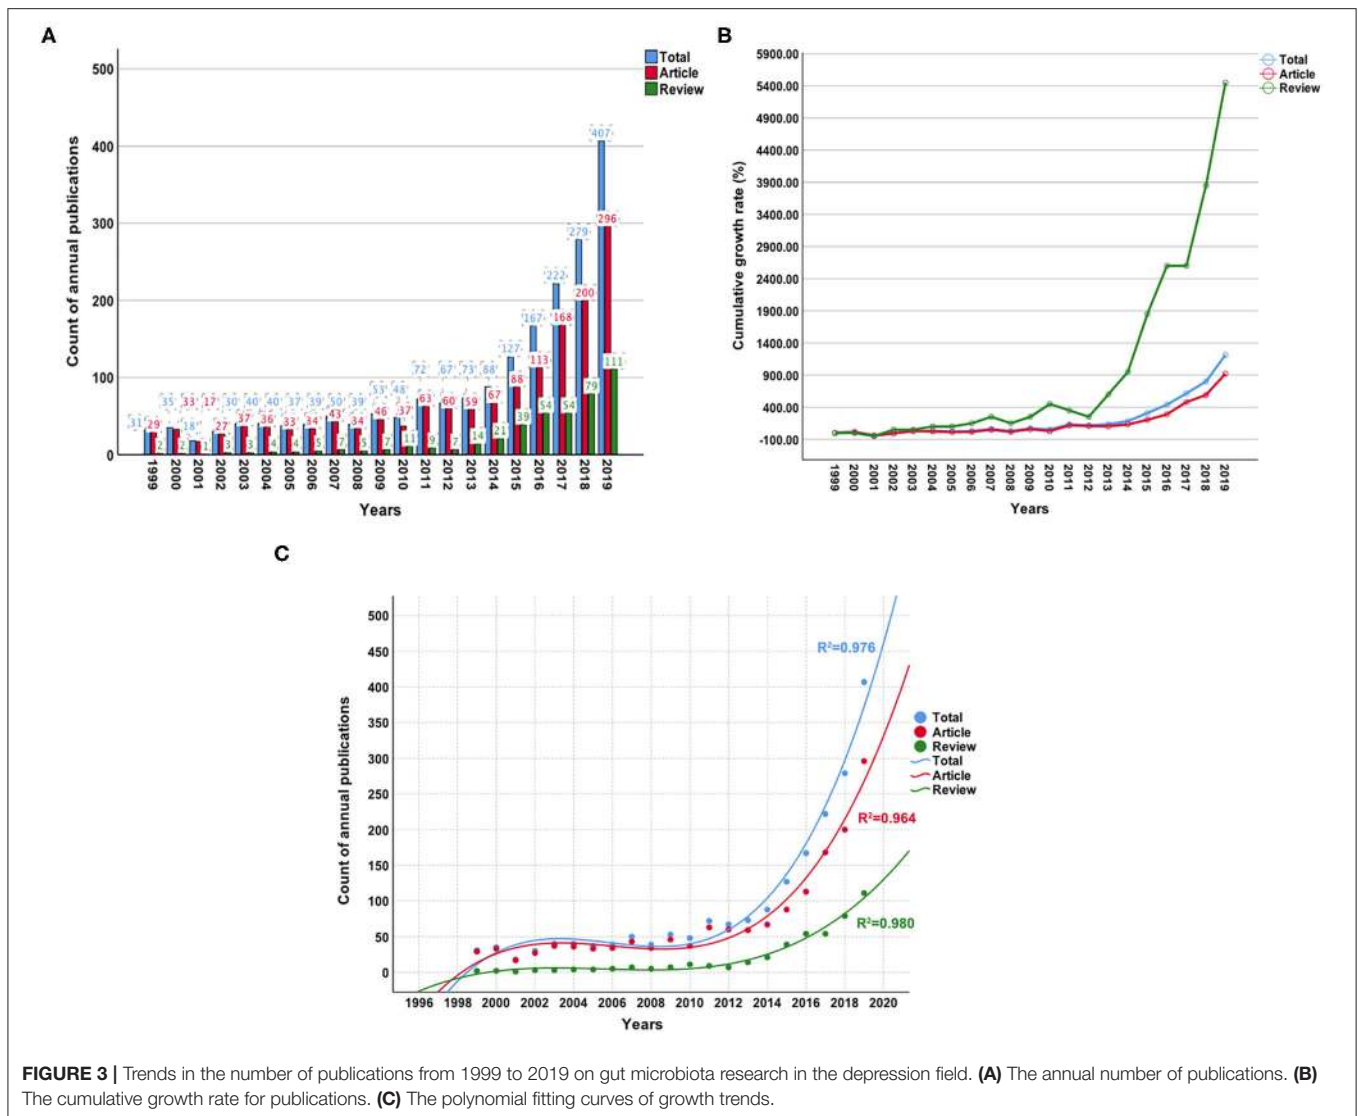 A
500
400
300
200
100
0
Count of annual publications
Total
Article
Review
31 29 2
35 33 2
18 17 1
30 27 3
40 37 3
40 36 4
37 33 4
39 34 5
50 43 7
39 34 5
53 46 7
48 37 11
72 63 9
67 60 7
73 59 14
88 67 21
127 88 39
167 113 54
222 168 54
279 200 79
407 296 111
1999 2000 2001 2002 2003 2004 2005 2006 2007 2008 2009 2010 2011 2012 2013 2014 2015 2016 2017 2018 2019
Years
B
5900.00
5400.00
4900.00
4400.00
3900.00
3400.00
2900.00
2400.00
1900.00
1400.00
900.00
400.00
-100.00
Cumulative growth rate (%)
Total
Article
Review
1999 2000 2001 2002 2003 2004 2005 2006 2007 2008 2009 2010 2011 2012 2013 2014 2015 2016 2017 2018 2019
Years
C
500
450
400
350
300
250
200
150
100
50
0
Count of annual publications
R²=0.976
R²=0.964
R²=0.980
Total
Article
Review
Total
Article
Review
1996 1998 2000 2002 2004 2006 2008 2010 2012 2014 2016 2018 2020
Years
FIGURE 3 | Trends in the number of publications from 1999 to 2019 on gut microbiota research in the depression field. (A) The annual number of publications. (B)
The cumulative growth rate for publications. (C) The polynomial fitting curves of growth trends.